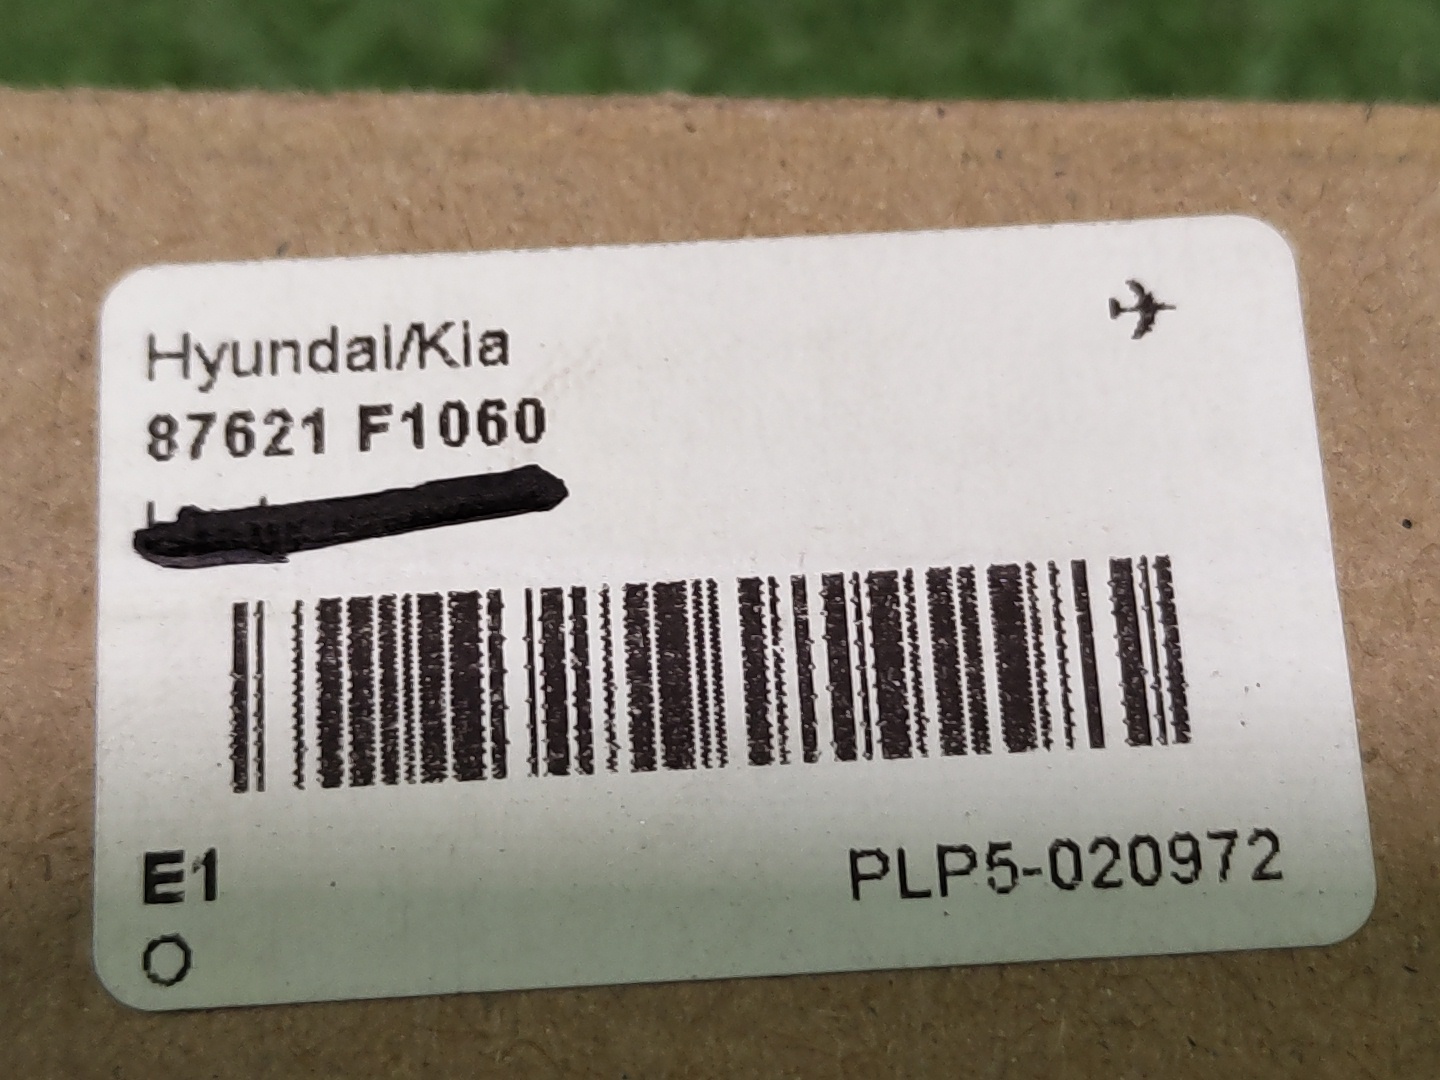 Hyundai/Kia
87621 F1060
E1
PLP5-020972
O